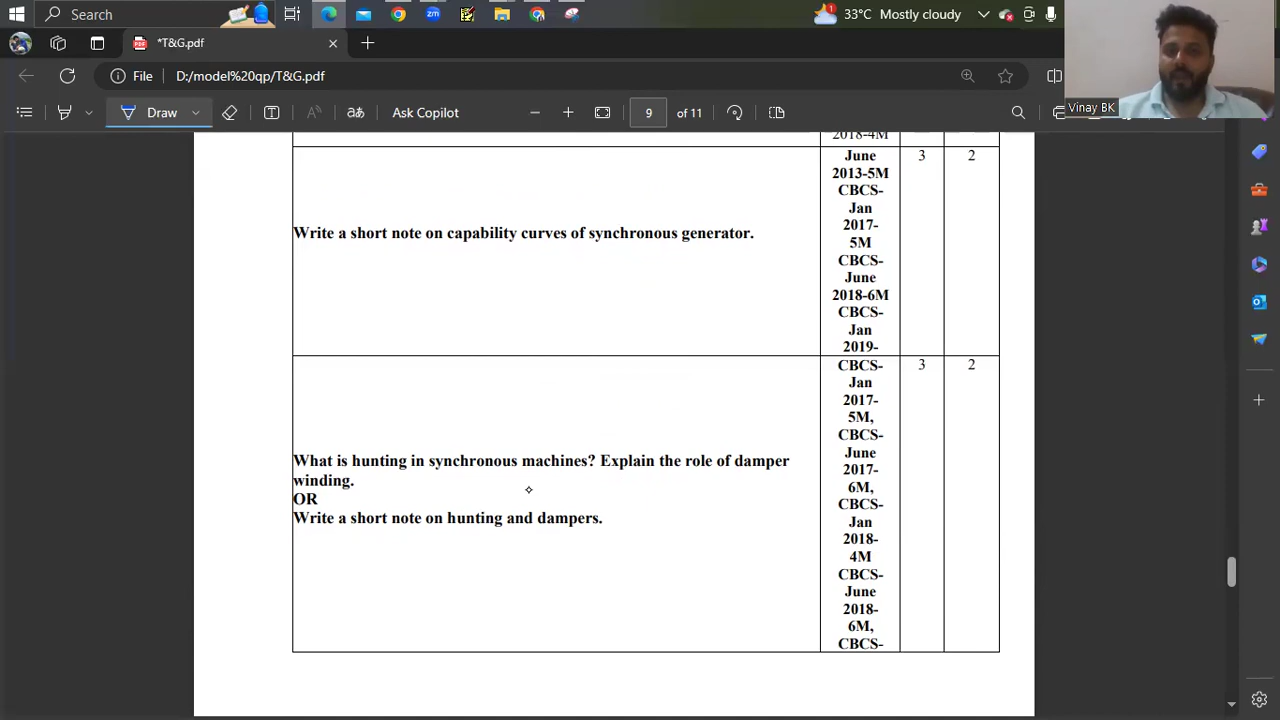 Search
33°C Mostly cloudy
1
*T&G.pdf
File D:/model%20qp/T&G.pdf
Vinay BK
Draw
Ask Copilot
9 of 11
2018-4M
June
2013-5M
CBCS-
Jan
2017-
5M
CBCS-
June
2018-6M
CBCS-
Jan
2019-
3
2
Write a short note on capability curves of synchronous generator.
CBCS-
Jan
2017-
5M,
CBCS-
June
2017-
6M,
CBCS-
Jan
2018-
4M
CBCS-
June
2018-
6M,
CBCS-
3
2
What is hunting in synchronous machines? Explain the role of damper
winding.
OR
Write a short note on hunting and dampers.